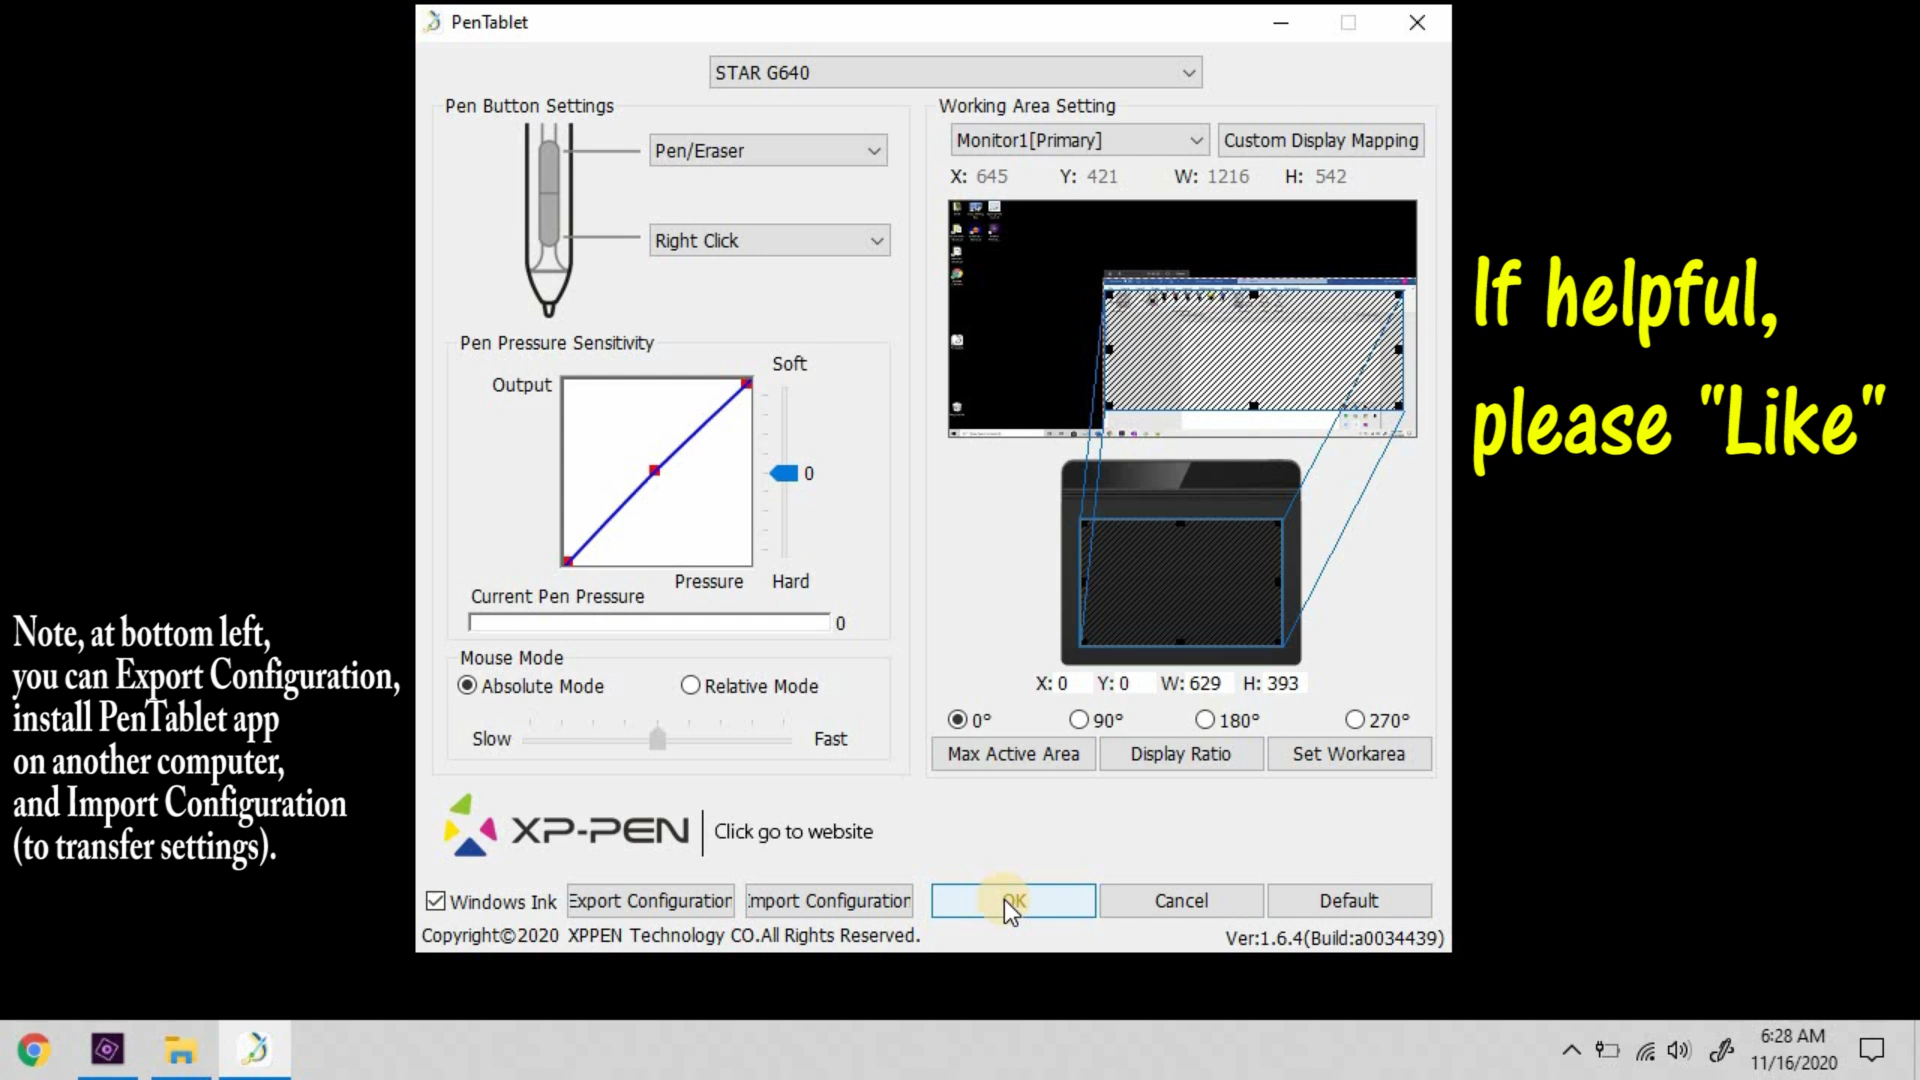 PenTablet
STAR G640
Pen Button Settings
Pen/Eraser
Right Click
Pen Pressure Sensitivity
Output
Soft
0
Pressure
Hard
Current Pen Pressure
0
Mouse Mode
Absolute Mode
Relative Mode
Slow
Fast
Working Area Setting
Monitor1[Primary]
Custom Display Mapping
X: 645 Y: 421 W: 1216 H: 542
X: 0 Y: 0 W: 629 H: 393
0° 90° 180° 270°
Max Active Area
Display Ratio
Set Workarea
XP-PEN
Click go to website
Windows Ink
Export Configuration
Import Configuration
OK
Cancel
Default
Copyright©2020 XPPEN Technology CO.All Rights Reserved.
Ver:1.6.4(Build:a0034439)
If helpful,
please "Like"
Note, at bottom left,
you can Export Configuration,
install PenTablet app
on another computer,
and Import Configuration
(to transfer settings).
6:28 AM
11/16/2020